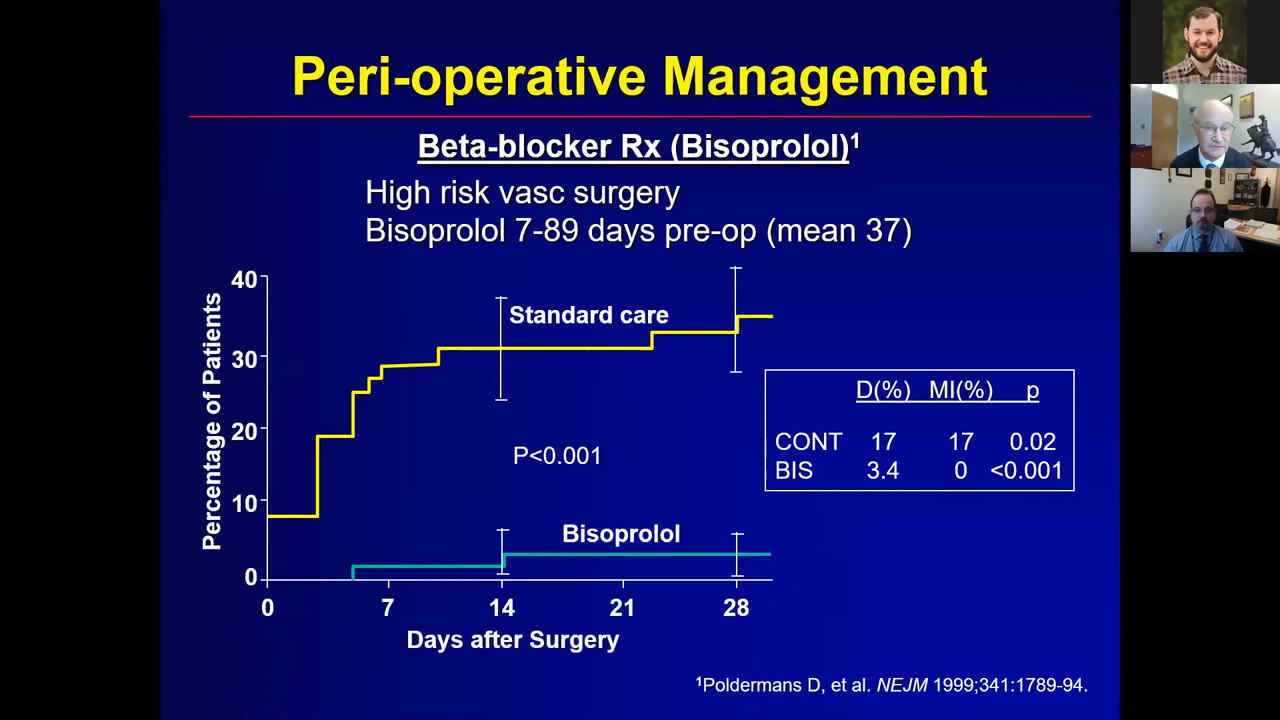 Peri-operative Management
Beta-blocker Rx (Bisoprolol)¹
High risk vasc surgery
Bisoprolol 7-89 days pre-op (mean 37)
Percentage of Patients
40
30
20
10
0
Standard care
P<0.001
Bisoprolol
0 7 14 21 28
Days after Surgery
D(%) MI(%) p
CONT 17 17 0.02
BIS 3.4 0 <0.001
¹Poldermans D, et al. NEJM 1999;341:1789-94.